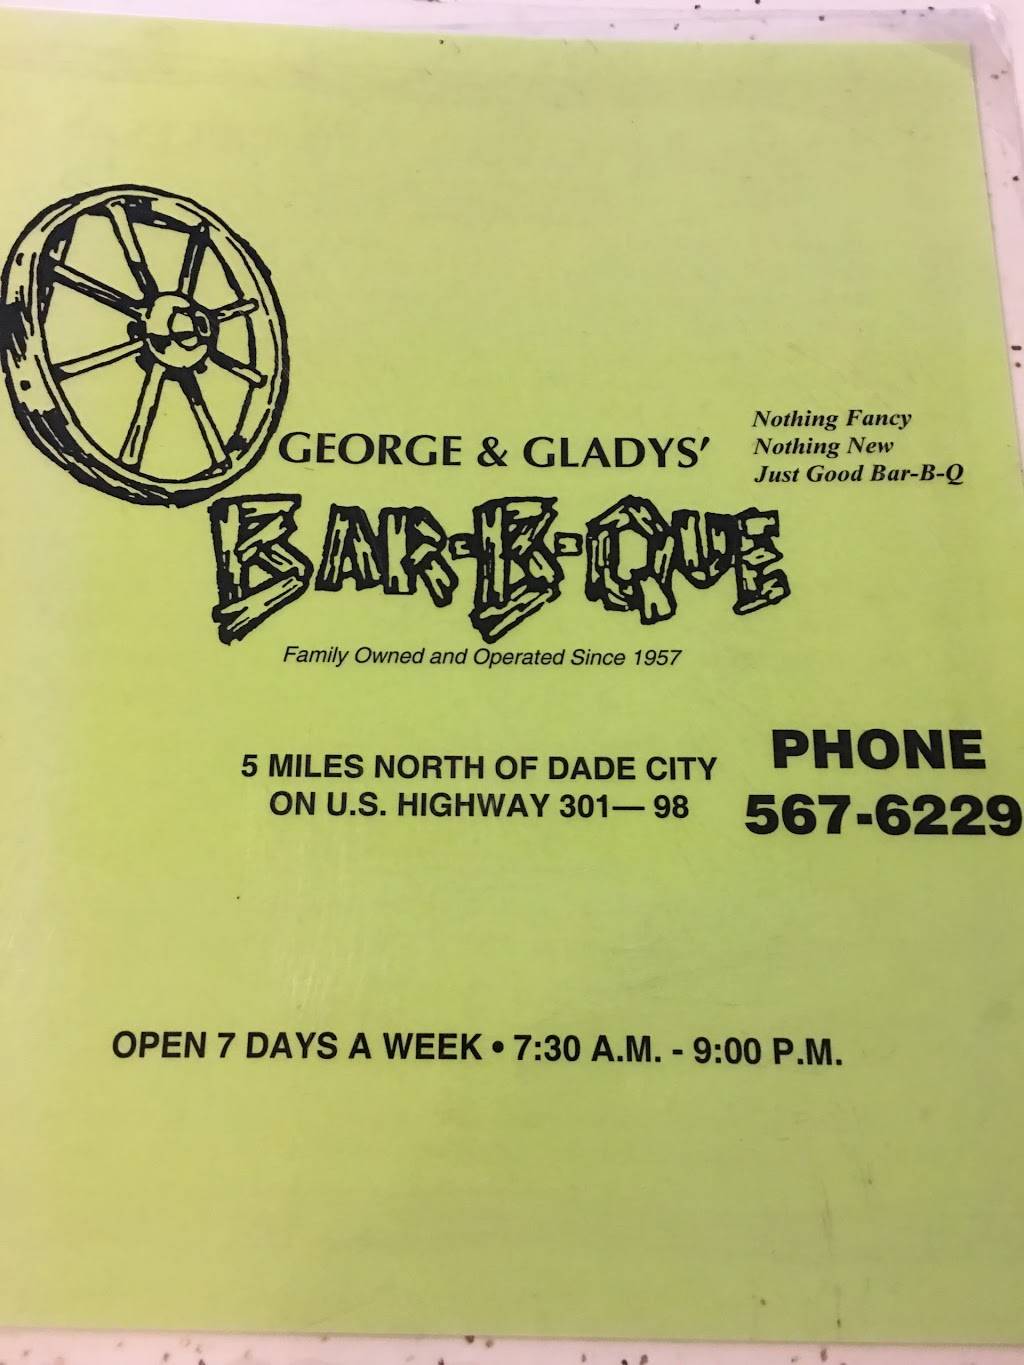 GEORGE & GLADYS'
Nothing Fancy
Nothing New
Just Good Bar-B-Q
BAR-B-QUE
Family Owned and Operated Since 1957
5 MILES NORTH OF DADE CITY
ON U.S. HIGHWAY 301— 98
PHONE
567-6229
OPEN 7 DAYS A WEEK • 7:30 A.M. - 9:00 P.M.